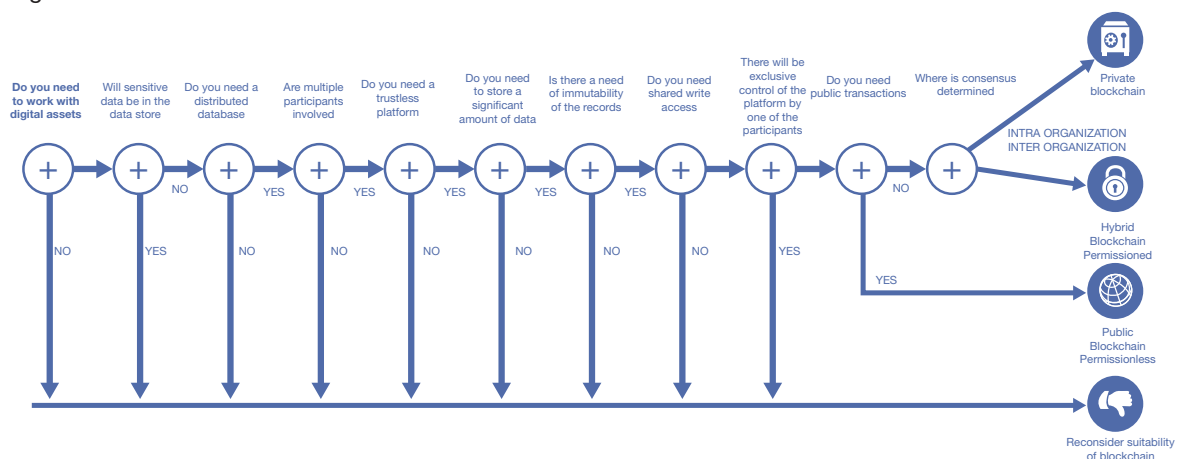 Do you need
to work with
digital assets
Will sensitive
data be in the
data store
Do you need a
distributed
database
Are multiple
participants
involved
Do you need a
trustless
platform
Do you need
to store a
significant
amount of data
Is there a need
of immutability
of the records
Do you need
shared write
access
There will be
exclusive
control of the
platform by
one of the
participants
Do you need
public transactions
Where is consensus
determined
Private
blockchain
INTRA ORGANIZATION
INTER ORGANIZATION
NO
YES
YES
YES
YES
YES
NO
Hybrid
Blockchain
Permissioned
NO
YES
NO
NO
NO
NO
NO
NO
YES
YES
Public
Blockchain
Permissionless
Reconsider suitability
of blockchain